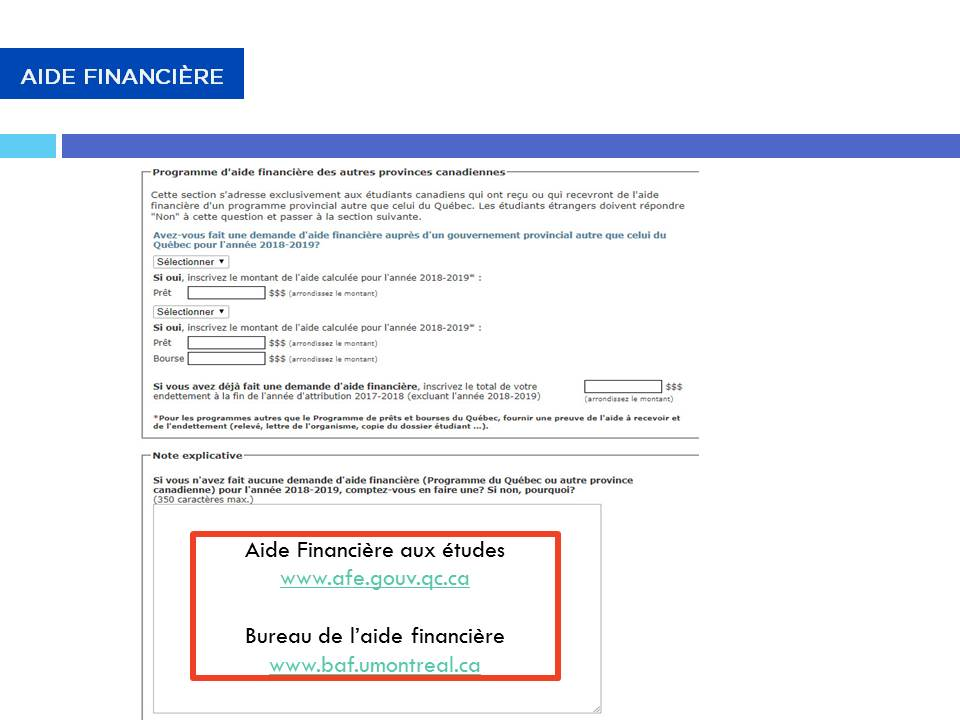 AIDE FINANCIÈRE
Programme d'aide financière des autres provinces canadiennes
Cette section s'adresse exclusivement aux étudiants canadiens qui ont reçu ou qui recevront de l'aide
financière d'un programme provincial autre que celui du Québec. Les étudiants étrangers doivent répondre
"Non" à cette question et passer à la section suivante.
Avez-vous fait une demande d'aide financière auprès d'un gouvernement provincial autre que celui du
Québec pour l'année 2018-2019?
Sélectionner ▼
Si oui, inscrivez le montant de l'aide calculée pour l'année 2018-2019* :
Prêt $$$ (arrondissez le montant)
Sélectionner ▼
Si oui, inscrivez le montant de l'aide calculée pour l'année 2018-2019* :
Prêt $$$ (arrondissez le montant)
Bourse $$$ (arrondissez le montant)
Si vous avez déjà fait une demande d'aide financière, inscrivez le total de votre $$$
endettement à la fin de l'année d'attribution 2017-2018 (excluant l'année 2018-2019) (arrondissez le montant)
*Pour les programmes autres que le Programme de prêts et bourses du Québec, fournir une preuve de l'aide à recevoir et
de l'endettement (relevé, lettre de l'organisme, copie du dossier étudiant ...).
Note explicative
Si vous n'avez fait aucune demande d'aide financière (Programme du Québec ou autre province
canadienne) pour l'année 2018-2019, comptez-vous en faire une? Si non, pourquoi?
(350 caractères max.)
Aide Financière aux études
www.afe.gouv.qc.ca
Bureau de l'aide financière
www.baf.umontreal.ca